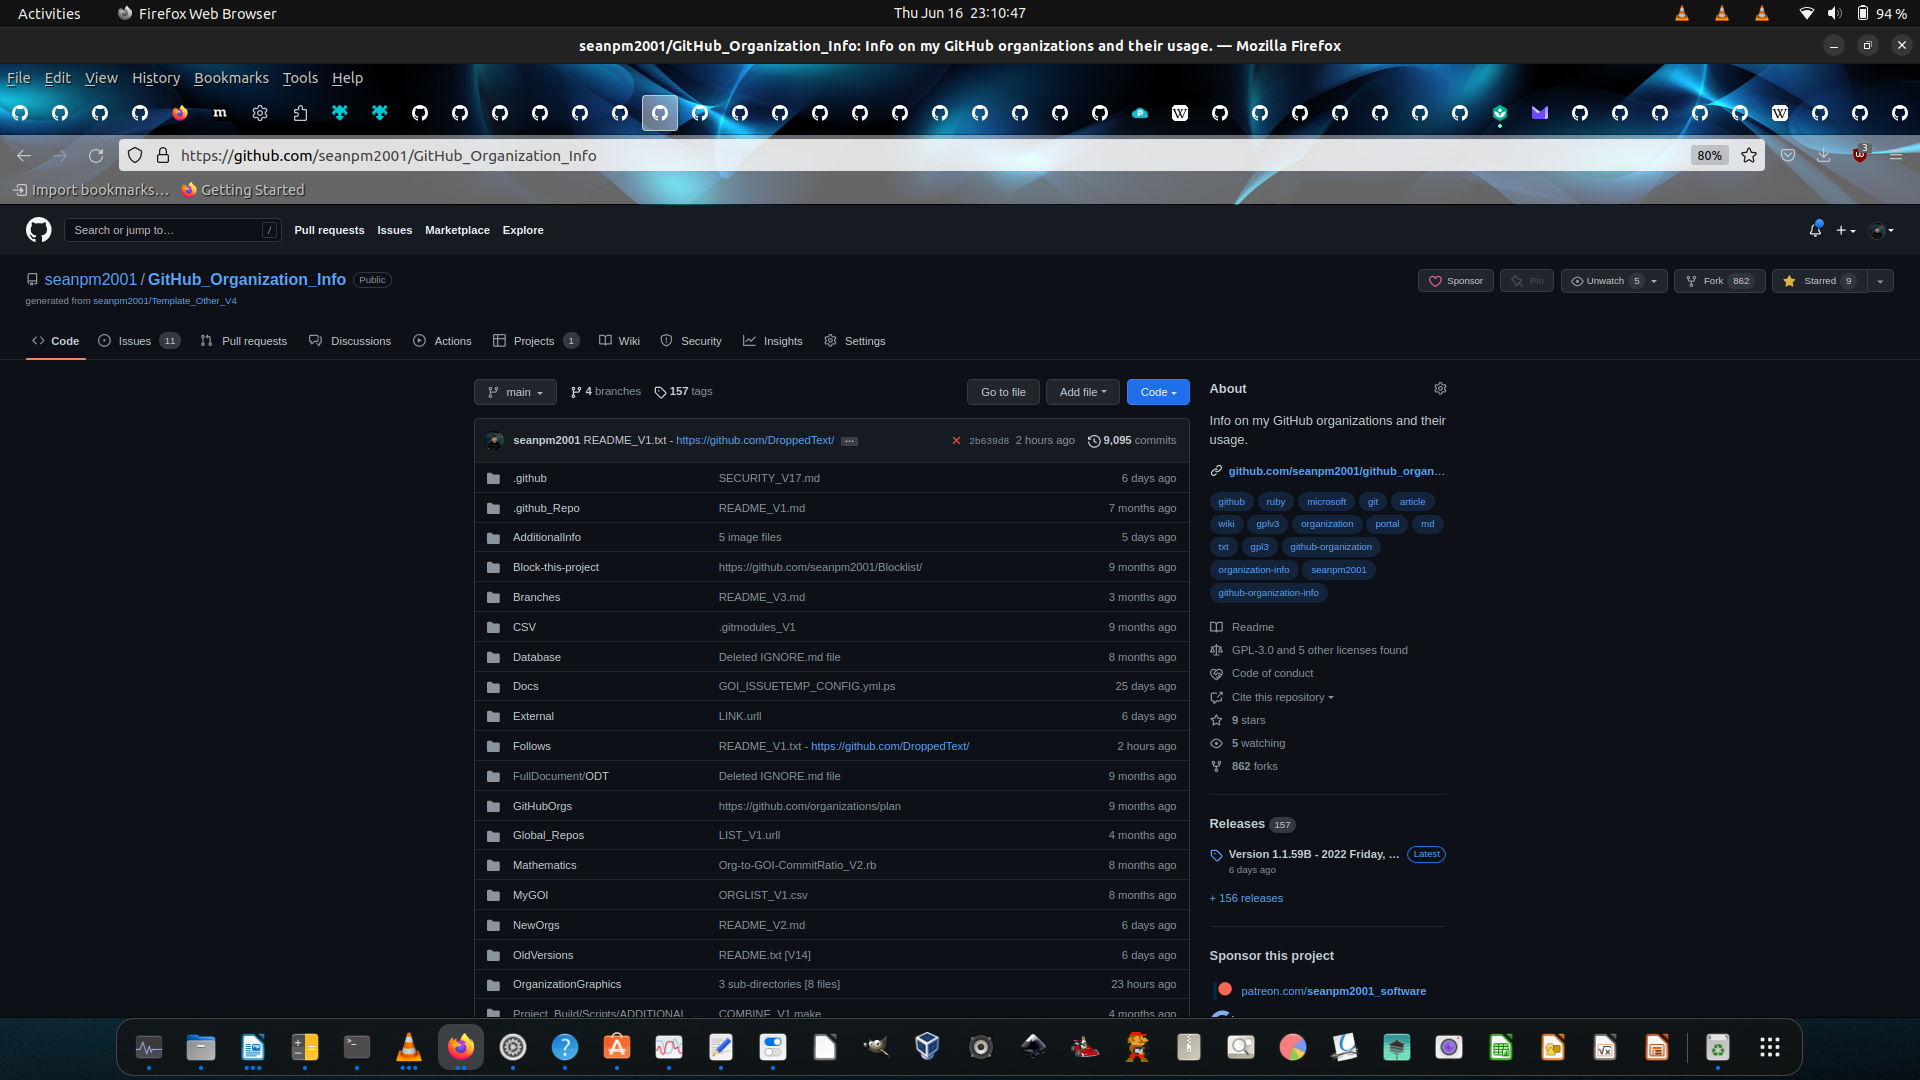 Activities Firefox Web Browser Thu Jun 16 23:10:47 94 %
seanpm2001/GitHub_Organization_Info: Info on my GitHub organizations and their usage. — Mozilla Firefox
File Edit View History Bookmarks Tools Help
https://github.com/seanpm2001/GitHub_Organization_Info 80% 3
Import bookmarks... Getting Started
Search or jump to... / Pull requests Issues Marketplace Explore
seanpm2001 / GitHub_Organization_Info Public Sponsor Pin Unwatch 5 Fork 862 Starred 9
generated from seanpm2001/Template_Other_V4
Code Issues 11 Pull requests Discussions Actions Projects 1 Wiki Security Insights Settings
main 4 branches 157 tags Go to file Add file Code
seanpm2001 README_V1.txt - https://github.com/DroppedText/ ... 2b639d8 2 hours ago 9,095 commits
.github SECURITY_V17.md 6 days ago
.github_Repo README_V1.md 7 months ago
AdditionalInfo 5 image files 5 days ago
Block-this-project https://github.com/seanpm2001/Blocklist/ 9 months ago
Branches README_V3.md 3 months ago
CSV .gitmodules_V1 9 months ago
Database Deleted IGNORE.md file 8 months ago
Docs GOI_ISSUETEMP_CONFIG.yml.ps 25 days ago
External LINK.urll 6 days ago
Follows README_V1.txt - https://github.com/DroppedText/ 2 hours ago
FullDocument/ODT Deleted IGNORE.md file 9 months ago
GitHubOrgs https://github.com/organizations/plan 9 months ago
Global_Repos LIST_V1.urll 4 months ago
Mathematics Org-to-GOI-CommitRatio_V2.rb 8 months ago
MyGOI ORGLIST_V1.csv 8 months ago
NewOrgs README_V2.md 6 days ago
OldVersions README.txt [V14] 6 days ago
OrganizationGraphics 3 sub-directories [8 files] 23 hours ago
Project_Build/Scripts/ADDITIONAL_... COMBINE_V1.make 4 months ago
About
Info on my GitHub organizations and their
usage.
github.com/seanpm2001/github_organ...
github ruby microsoft git article
wiki gplv3 organization portal md
txt gpl3 github-organization
organization-info seanpm2001
github-organization-info
Readme
GPL-3.0 and 5 other licenses found
Code of conduct
Cite this repository
9 stars
5 watching
862 forks
Releases 157
Version 1.1.59B - 2022 Friday, ... Latest
6 days ago
+ 156 releases
Sponsor this project
patreon.com/seanpm2001_software